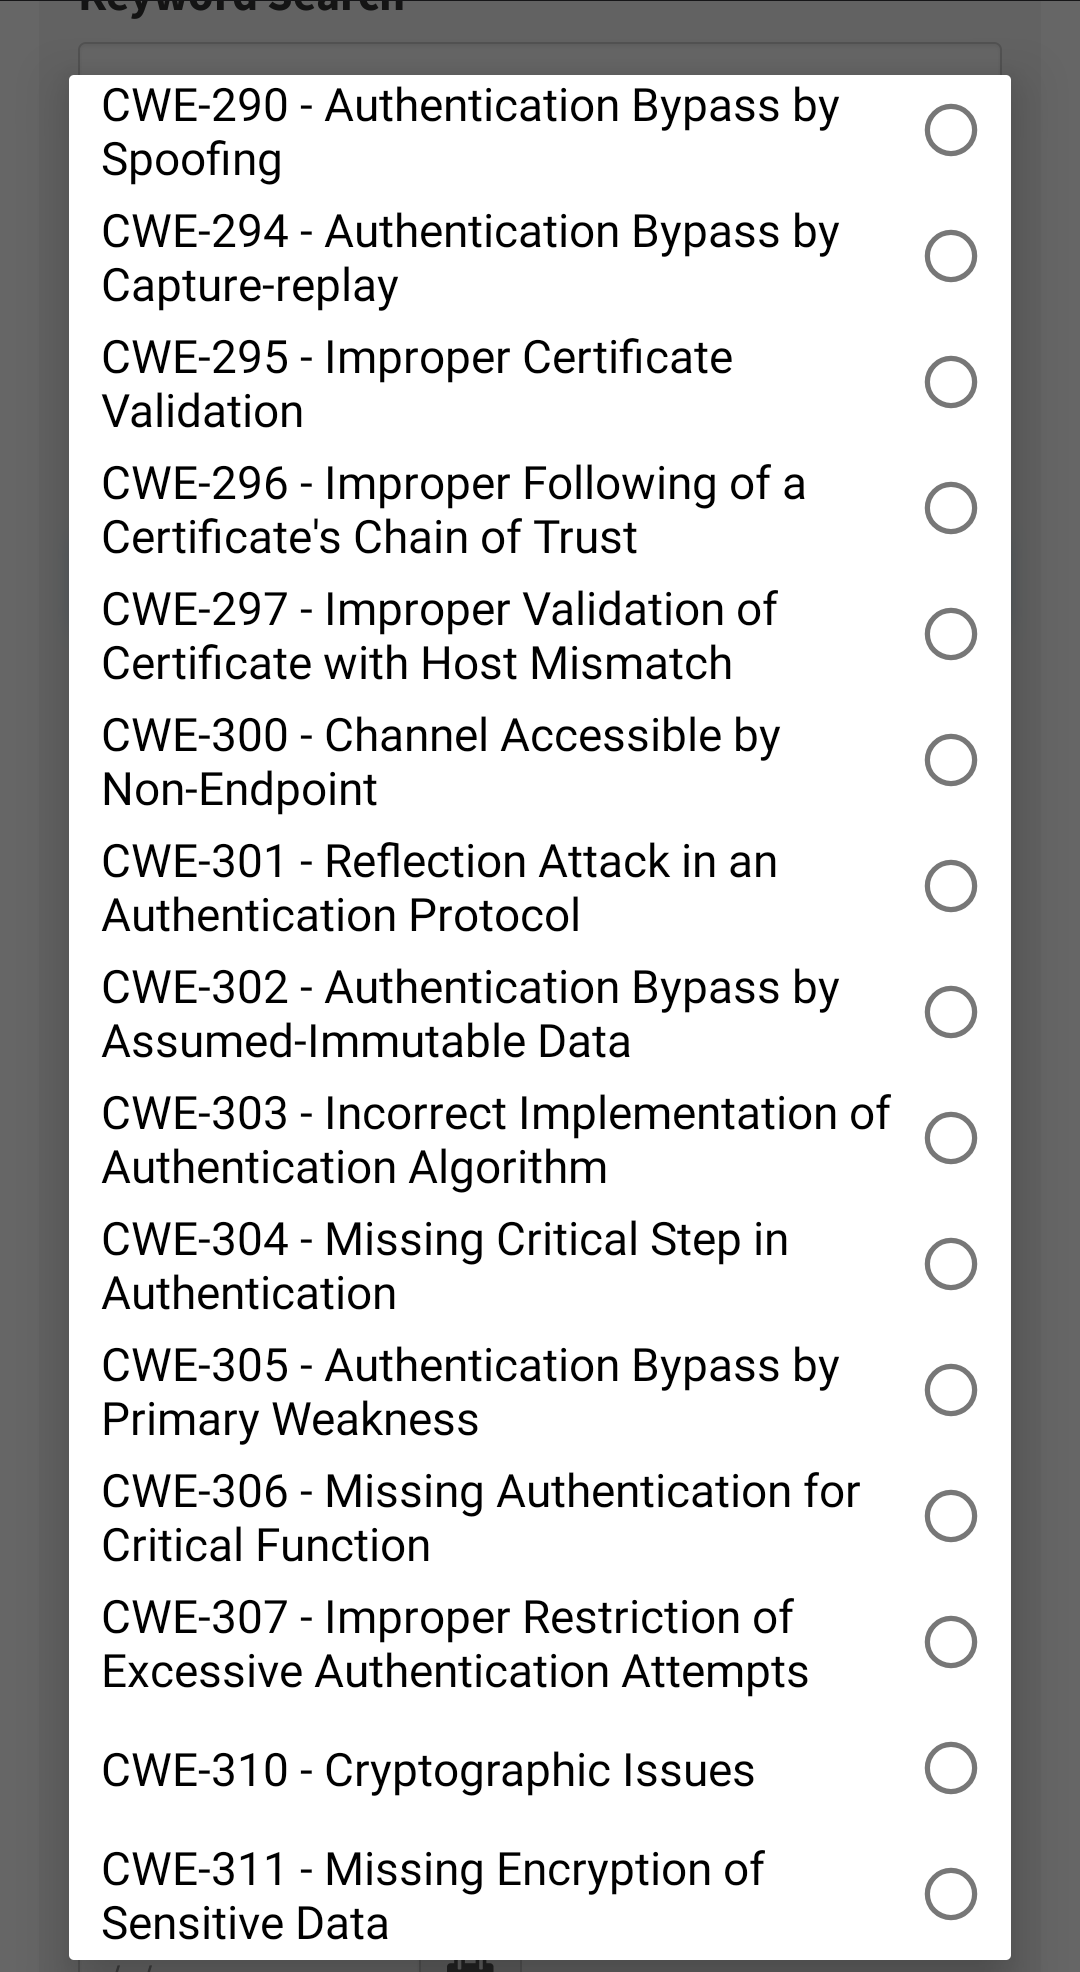 Keyword Search
CWE-290 - Authentication Bypass by
Spoofing
CWE-294 - Authentication Bypass by
Capture-replay
CWE-295 - Improper Certificate
Validation
CWE-296 - Improper Following of a
Certificate's Chain of Trust
CWE-297 - Improper Validation of
Certificate with Host Mismatch
CWE-300 - Channel Accessible by
Non-Endpoint
CWE-301 - Reflection Attack in an
Authentication Protocol
CWE-302 - Authentication Bypass by
Assumed-Immutable Data
CWE-303 - Incorrect Implementation of
Authentication Algorithm
CWE-304 - Missing Critical Step in
Authentication
CWE-305 - Authentication Bypass by
Primary Weakness
CWE-306 - Missing Authentication for
Critical Function
CWE-307 - Improper Restriction of
Excessive Authentication Attempts
CWE-310 - Cryptographic Issues
CWE-311 - Missing Encryption of
Sensitive Data